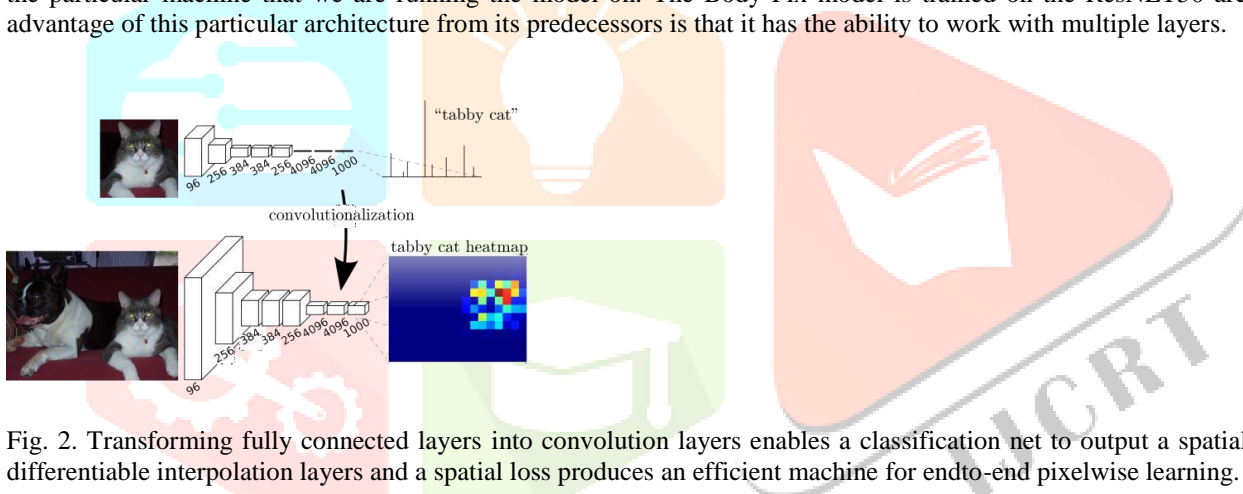 the particular machine that we are running the model on. The Body Pix model is trained on the ResNET50 arc
advantage of this particular architecture from its predecessors is that it has the ability to work with multiple layers.
"tabby cat"
96 256 384 384 256 4096 4096 1000
convolutionalization
tabby cat heatmap
96 256 384 384 256 4096 4096 1000
Fig. 2. Transforming fully connected layers into convolution layers enables a classification net to output a spatial
differentiable interpolation layers and a spatial loss produces an efficient machine for endto-end pixelwise learning.
IJCRT